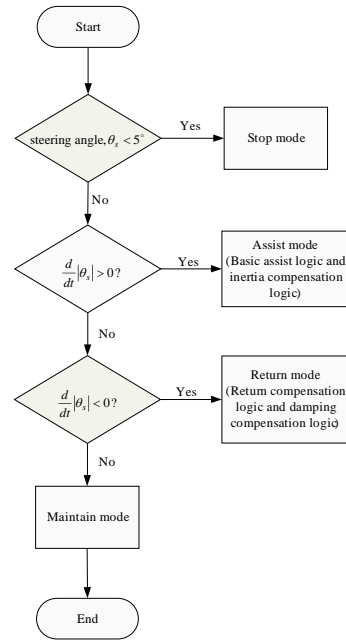 Start
steering angle,θₛ < 5°
Yes
Stop mode
No
d/dt|θₛ| > 0?
Yes
Assist mode
(Basic assist logic and
inertia compensation
logic)
No
d/dt|θₛ| < 0?
Yes
Return mode
(Return compensation
logic and damping
compensation logic)
No
Maintain mode
End